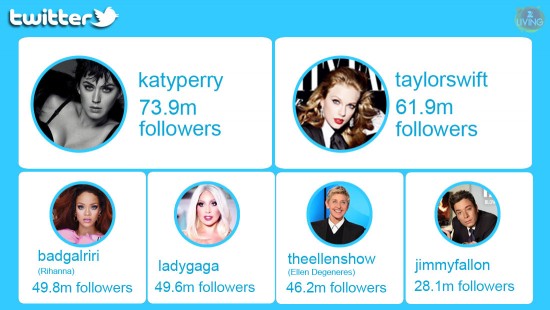 twitter
LIVING
katyperry
73.9m
followers
taylorswift
61.9m
followers
badgalriri
(Rihanna)
49.8m followers
ladygaga
49.6m followers
theellenshow
(Ellen Degeneres)
46.2m followers
jimmyfallon
28.1m followers